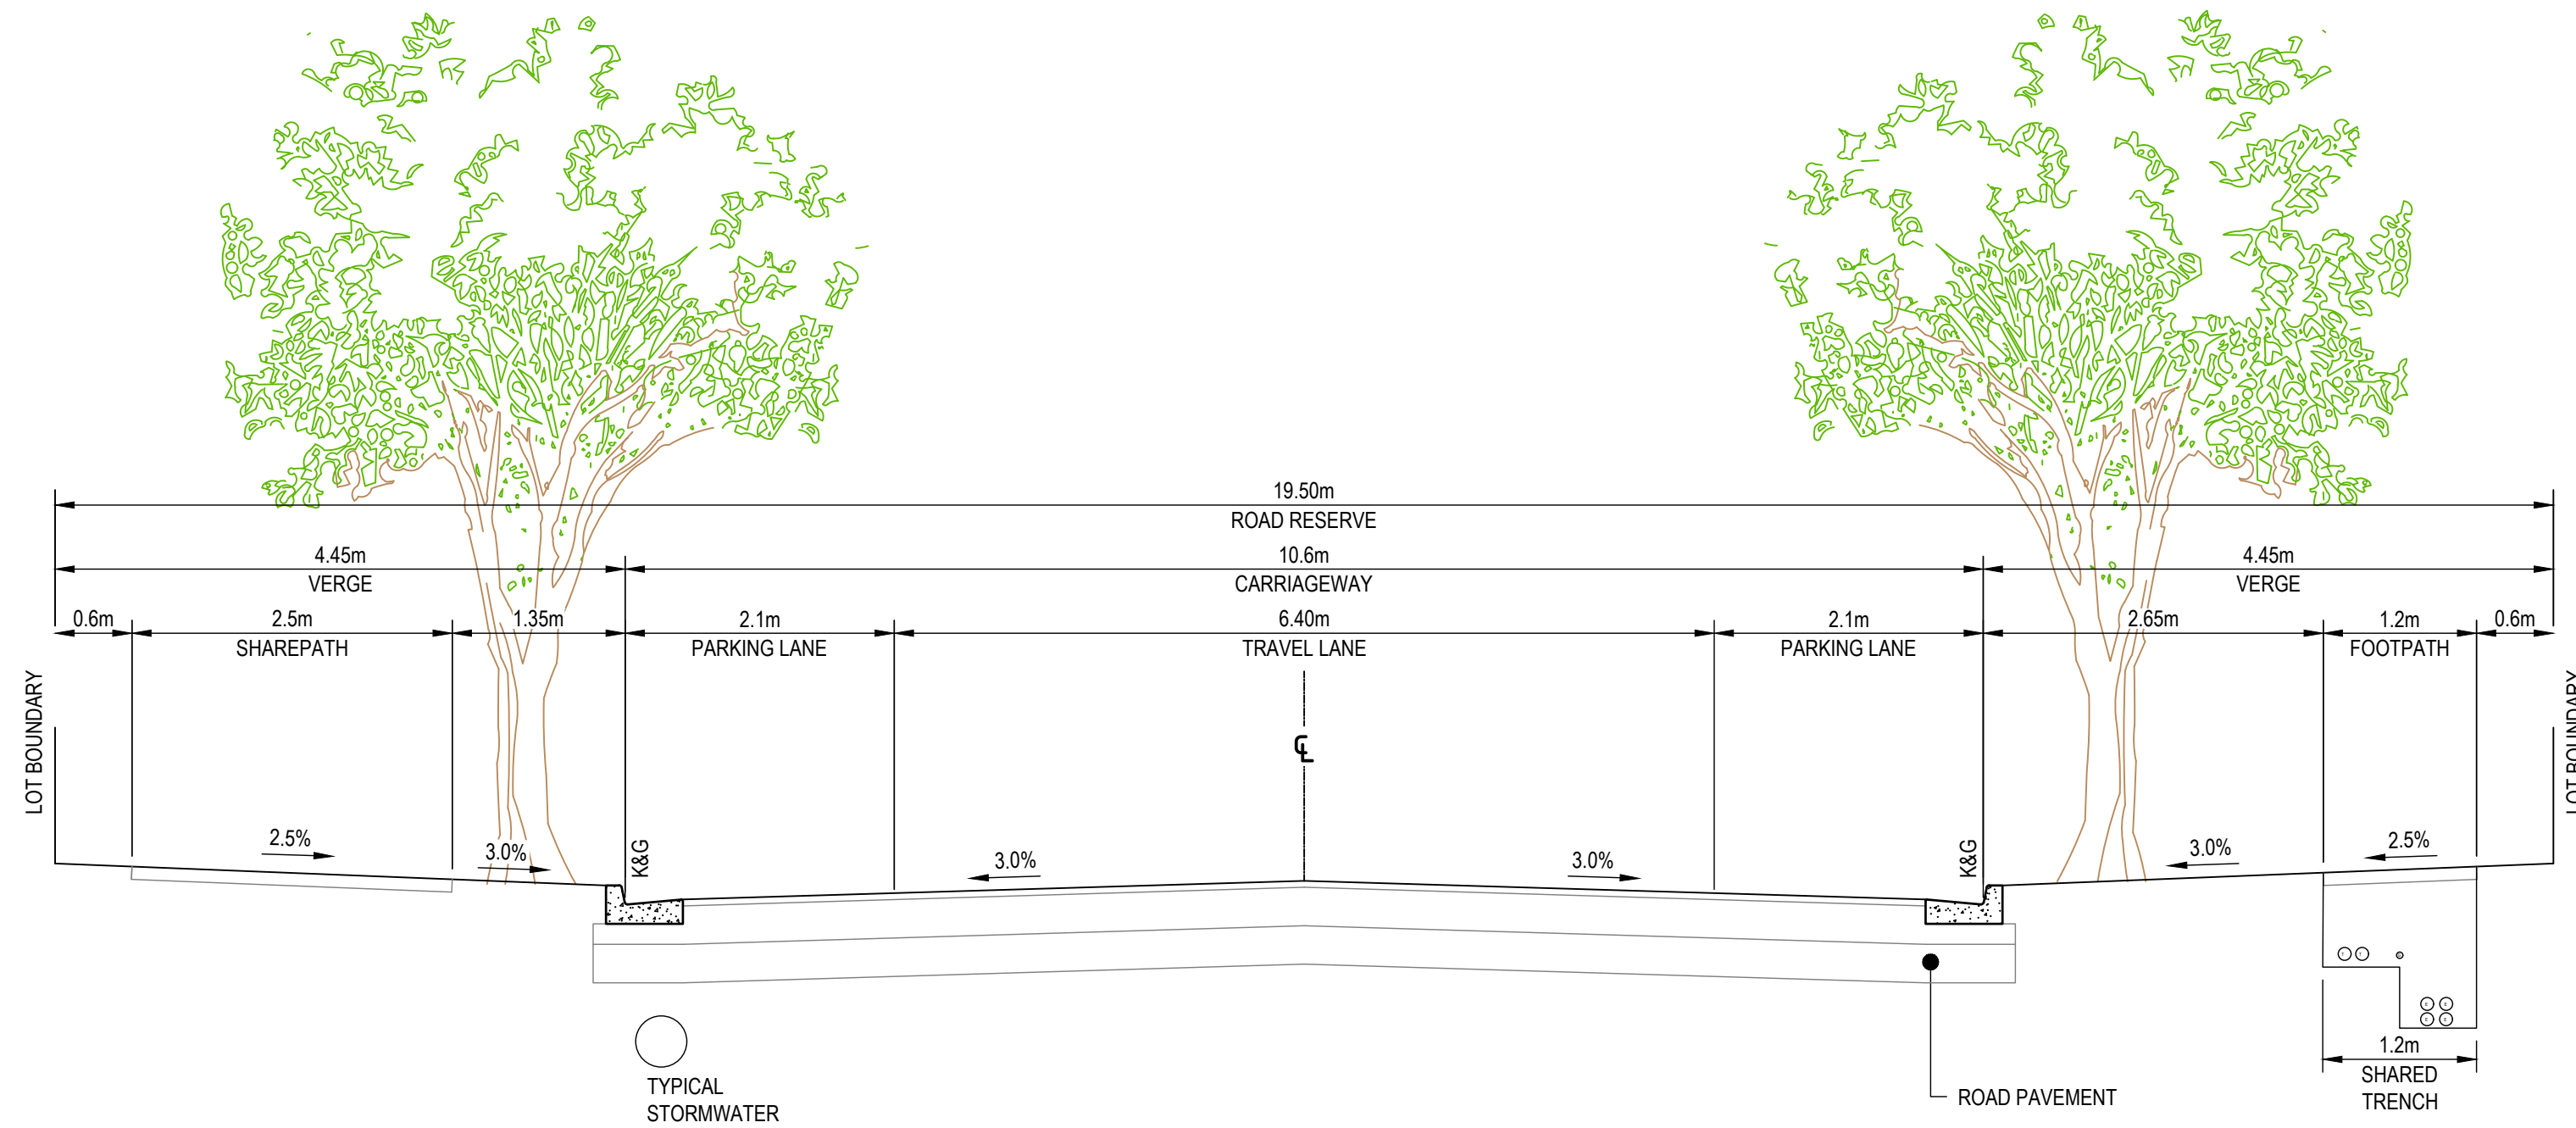 19.50m
ROAD RESERVE
4.45m
VERGE
10.6m
CARRIAGEWAY
4.45m
VERGE
0.6m
2.5m
SHAREPATH
1.35m
2.1m
PARKING LANE
6.40m
TRAVEL LANE
2.1m
PARKING LANE
2.65m
1.2m
FOOTPATH
0.6m
LOT BOUNDARY
LOT BOUNDARY
2.5%
3.0%
K&G
3.0%
3.0%
K&G
3.0%
2.5%
1.2m
SHARED
TRENCH
TYPICAL
STORMWATER
ROAD PAVEMENT